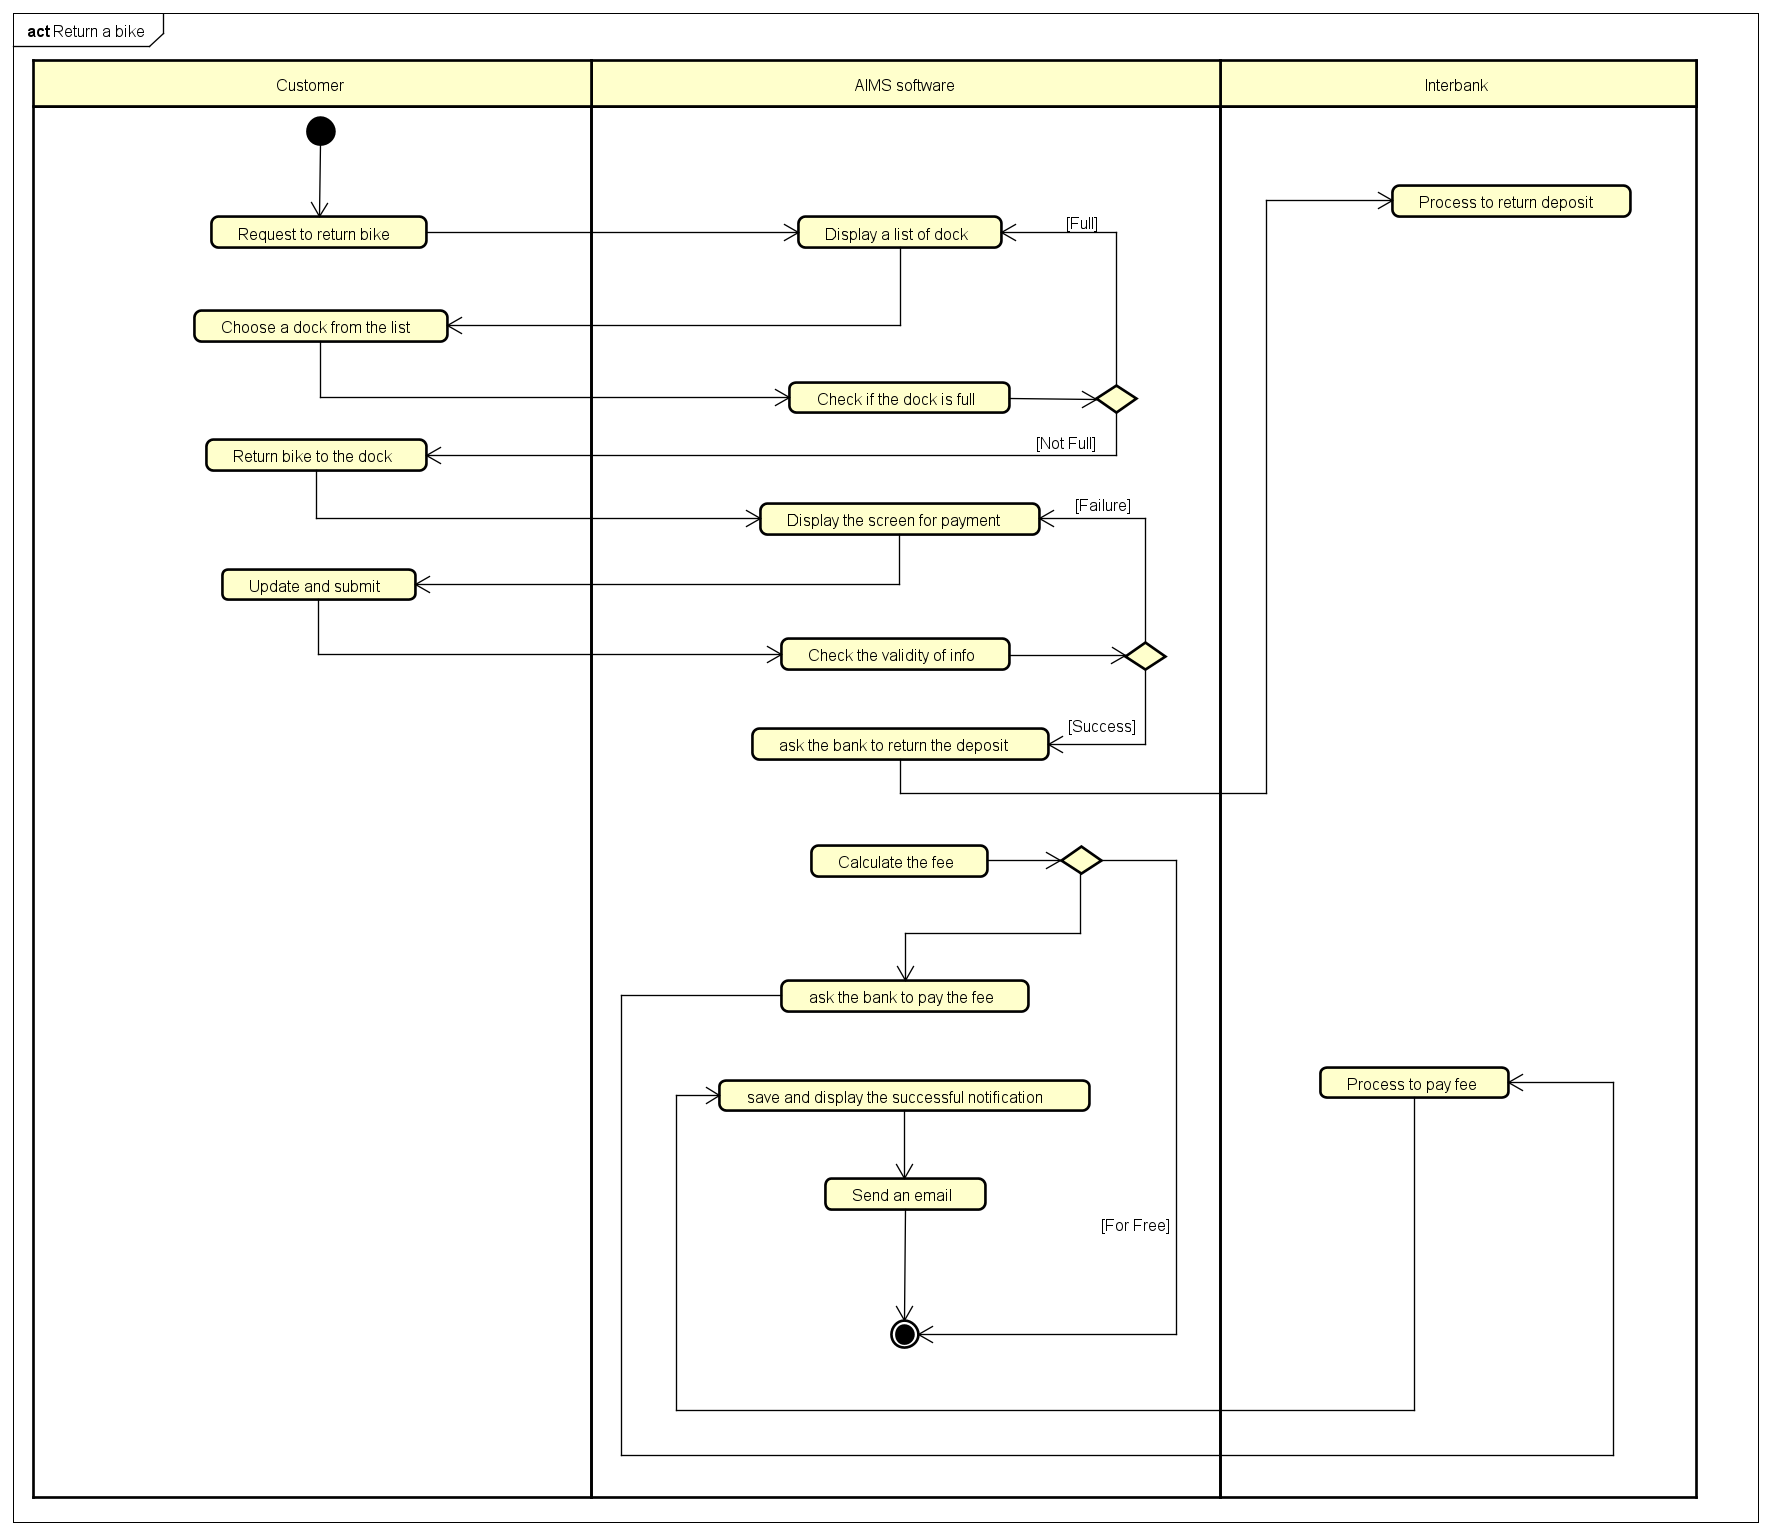 act Return a bike
Customer
AIMS software
Interbank
Process to return deposit
Request to return bike
Display a list of dock
[Full]
Choose a dock from the list
Check if the dock is full
[Not Full]
Return bike to the dock
[Failure]
Display the screen for payment
Update and submit
Check the validity of info
[Success]
ask the bank to return the deposit
Calculate the fee
ask the bank to pay the fee
Process to pay fee
save and display the successful notification
Send an email
[For Free]